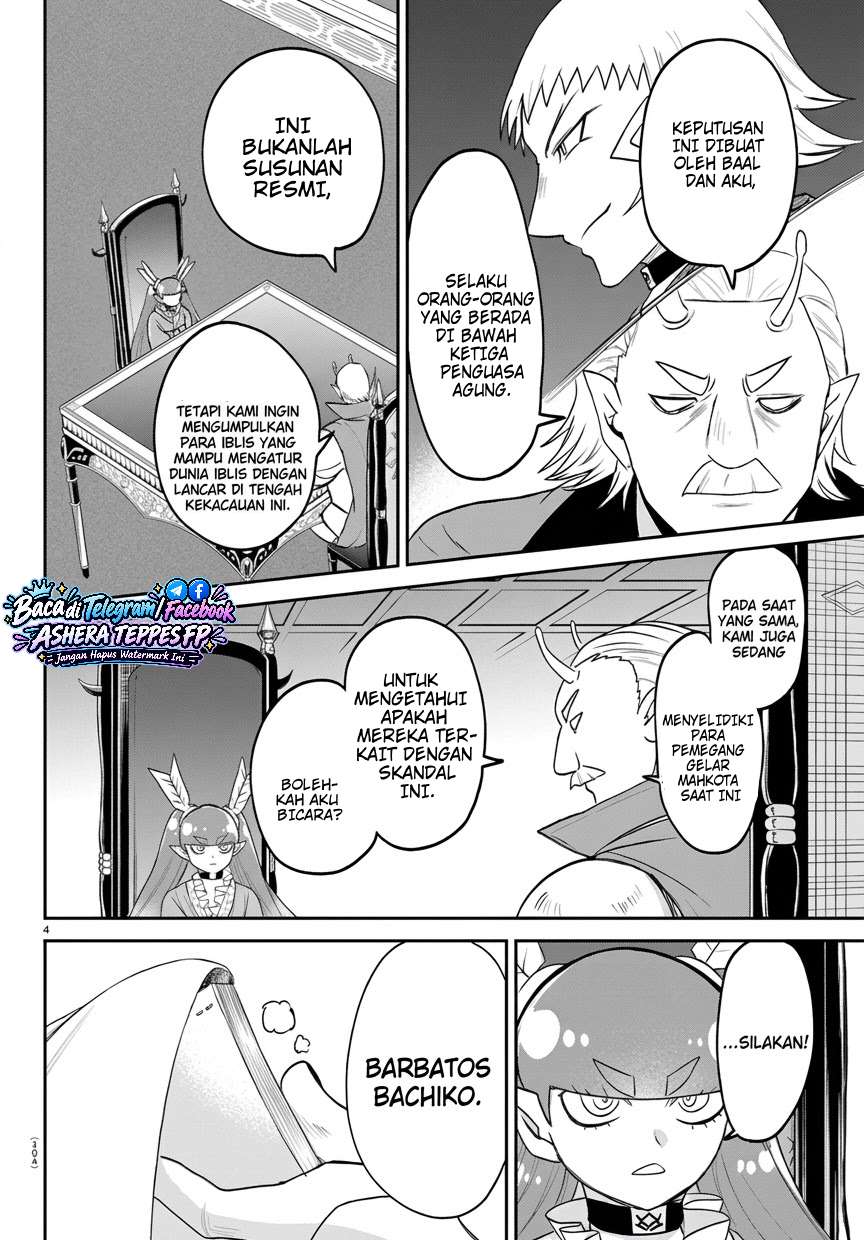 KEPUTUSAN
INI DIBUAT
OLEH BAAL
DAN AKU,
SELAKU
ORANG-ORANG
YANG BERADA
DI BAWAH
KETIGA
PENGUASA
AGUNG.
INI
BUKANLAH
SUSUNAN
RESMI,
TETAPI KAMI INGIN
MENGUMPULKAN
PARA IBLIS YANG
MAMPU MENGATUR
DUNIA IBLIS DENGAN
LANCAR DI TENGAH
KEKACAUAN INI.
Baca di Telegram/Facebook
ASHERA TEPPES FP
Jangan Hapus Watermark Ini
PADA SAAT
YANG SAMA,
KAMI JUGA
SEDANG
MENYELIDIKI
PARA
PEMEGANG
GELAR
MAHKOTA
SAAT INI
UNTUK
MENGETAHUI
APAKAH
MEREKA TER-
KAIT DENGAN
SKANDAL
INI.
BOLEH-
KAH AKU
BICARA?
4
...SILAKAN!
BARBATOS
BACHIKO.
(304)